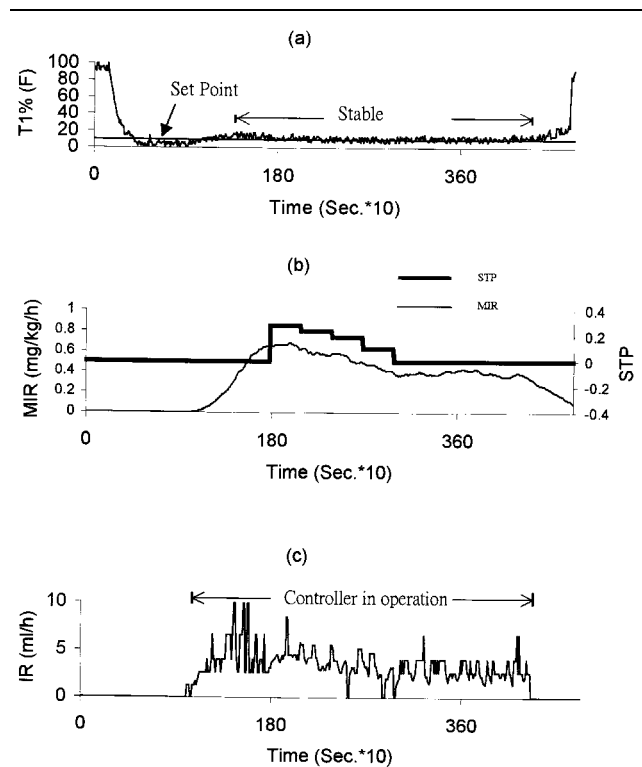 (a)
T1% (F)
100
80
60
40
20
0
Set Point
Stable
0
180
360
Time (Sec.*10)
(b)
STP
MIR
MIR (mg/kg/h)
1
0.8
0.6
0.4
0.2
0
0.4
0.2
0
-0.2
-0.4
STP
0
180
360
Time (Sec.*10)
(c)
Controller in operation
IR (ml/h)
10
5
0
0
180
360
Time (Sec.*10)